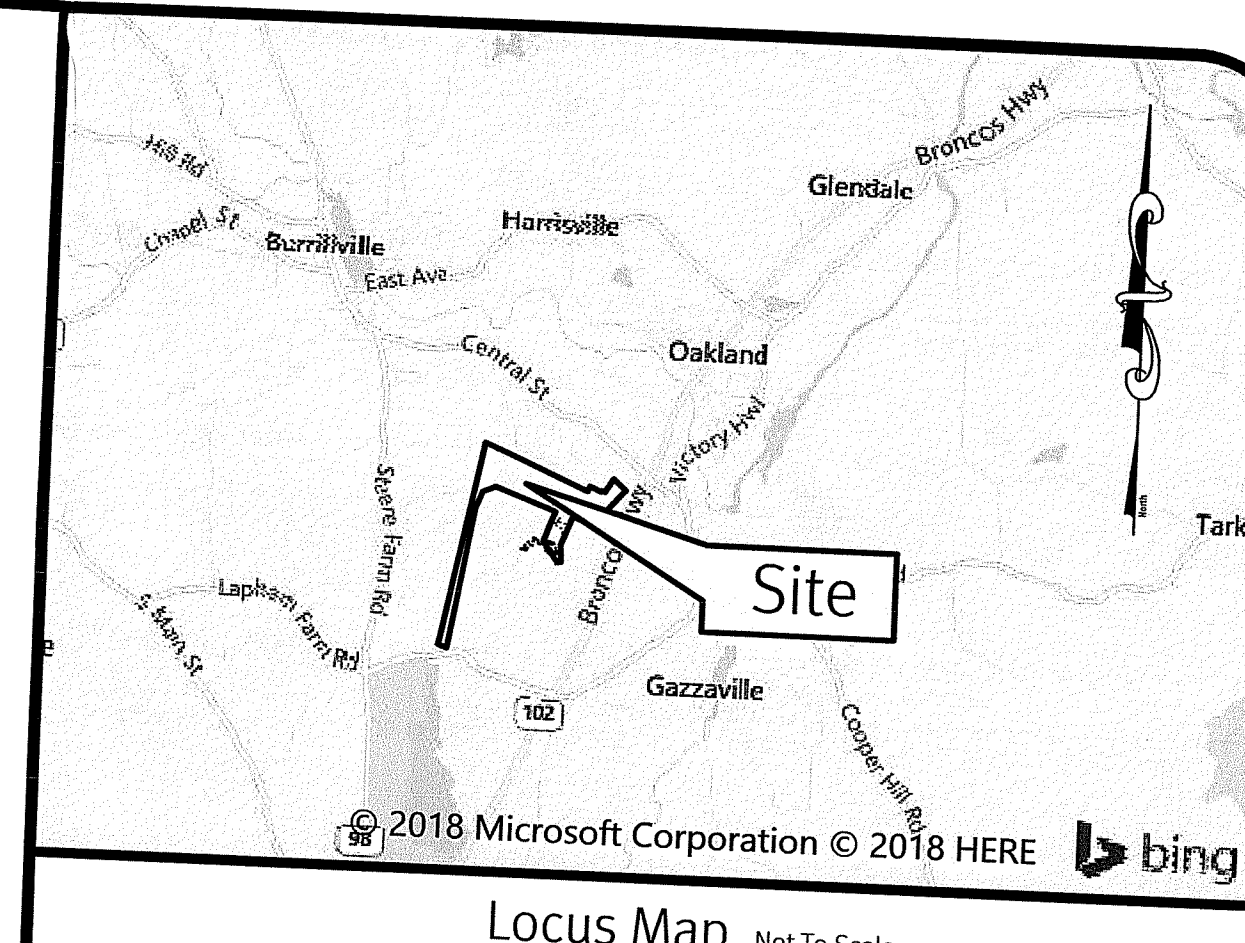 Broncos Hwy
Hill Rd
Glendale
Chapel St
Harrisville
Burrillville
East Ave
Oakland
Central St
Victory Hwy
Steere Farm Rd
wy
North
Tark
Bronco
Site
Lapham Farm Rd
S Main St
e
d
Gazzaville
102
Cooper Hill Rd
98
© 2018 Microsoft Corporation © 2018 HERE
bing
Locus Map Not To Scale